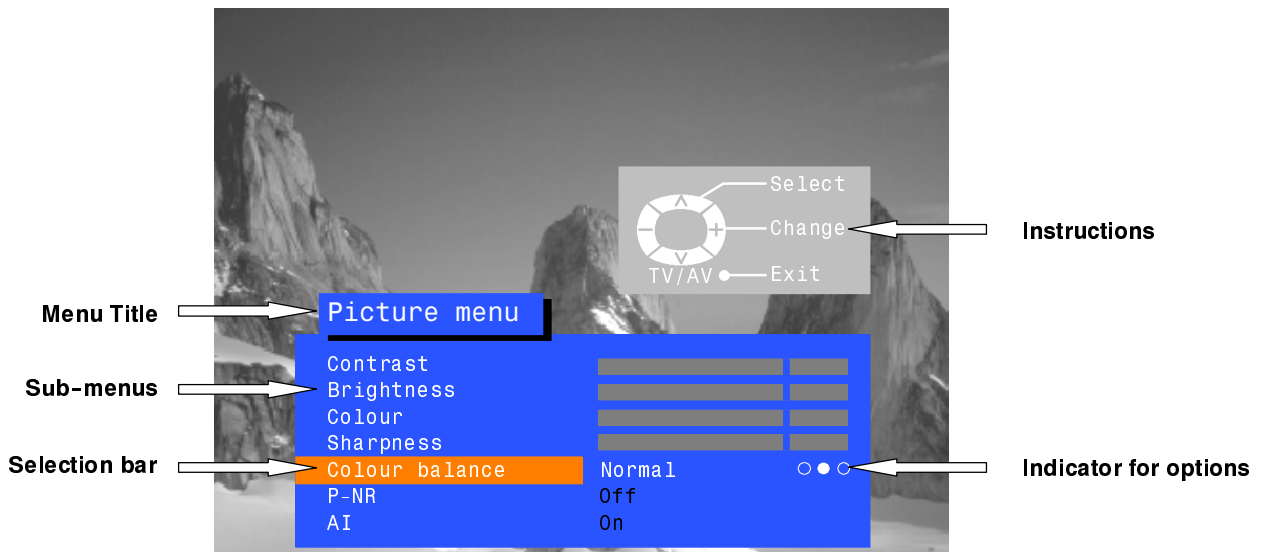 Select
Change
Instructions
TV/AV
Exit
Menu Title
Picture menu
Contrast
Sub-menus
Brightness
Colour
Sharpness
Selection bar
Colour balance
Normal
Indicator for options
P-NR
Off
AI
On